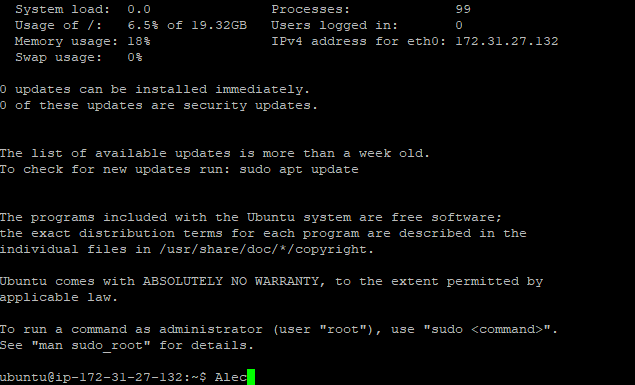 System load: 0.0 Processes: 99
Usage of /: 6.5% of 19.32GB Users logged in: 0
Memory usage: 18% IPv4 address for eth0: 172.31.27.132
Swap usage: 0%
0 updates can be installed immediately.
0 of these updates are security updates.
The list of available updates is more than a week old.
To check for new updates run: sudo apt update
The programs included with the Ubuntu system are free software;
the exact distribution terms for each program are described in the
individual files in /usr/share/doc/*/copyright.
Ubuntu comes with ABSOLUTELY NO WARRANTY, to the extent permitted by
applicable law.
To run a command as administrator (user "root"), use "sudo <command>".
See "man sudo_root" for details.
ubuntu@ip-172-31-27-132:~$ Alec